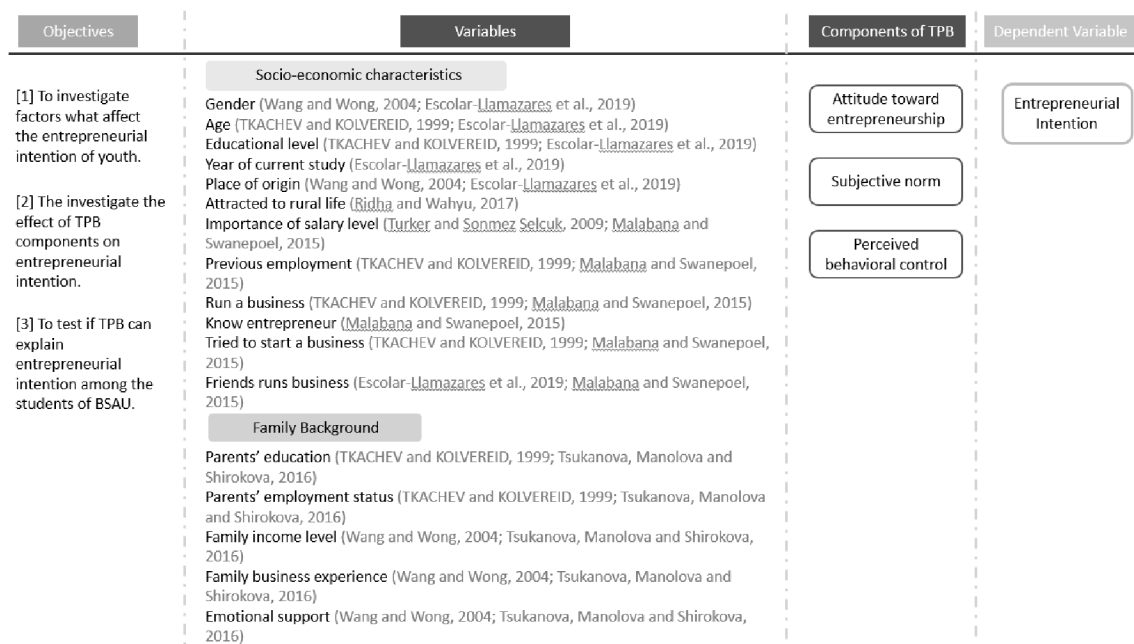 Objectives
Variables
Components of TPB
Dependent Variable
[1] To investigate
factors what affect
the entrepreneurial
intention of youth.
[2] The investigate the
effect of TPB
components on
entrepreneurial
intention.
[3] To test if TPB can
explain
entrepreneurial
intention among the
students of BSAU.
Socio-economic characteristics
Gender (Wang and Wong, 2004; Escolar-Llamazares et al., 2019)
Age (TKACHEV and KOLVEREID, 1999; Escolar-Llamazares et al., 2019)
Educational level (TKACHEV and KOLVEREID, 1999; Escolar-Llamazares et al., 2019)
Year of current study (Escolar-Llamazares et al., 2019)
Place of origin (Wang and Wong, 2004; Escolar-Llamazares et al., 2019)
Attracted to rural life (Ridha and Wahyu, 2017)
Importance of salary level (Turker and Sonmez Selcuk, 2009; Malabana and
Swanepoel, 2015)
Previous employment (TKACHEV and KOLVEREID, 1999; Malabana and Swanepoel,
2015)
Run a business (TKACHEV and KOLVEREID, 1999; Malabana and Swanepoel, 2015)
Know entrepreneur (Malabana and Swanepoel, 2015)
Tried to start a business (TKACHEV and KOLVEREID, 1999; Malabana and Swanepoel,
2015)
Friends runs business (Escolar-Llamazares et al., 2019; Malabana and Swanepoel,
2015)
Family Background
Parents' education (TKACHEV and KOLVEREID, 1999; Tsukanova, Manolova and
Shirokova, 2016)
Parents' employment status (TKACHEV and KOLVEREID, 1999; Tsukanova, Manolova
and Shirokova, 2016)
Family income level (Wang and Wong, 2004; Tsukanova, Manolova and Shirokova,
2016)
Family business experience (Wang and Wong, 2004; Tsukanova, Manolova and
Shirokova, 2016)
Emotional support (Wang and Wong, 2004; Tsukanova, Manolova and Shirokova,
2016)
Attitude toward
entrepreneurship
Subjective norm
Perceived
behavioral control
Entrepreneurial
Intention